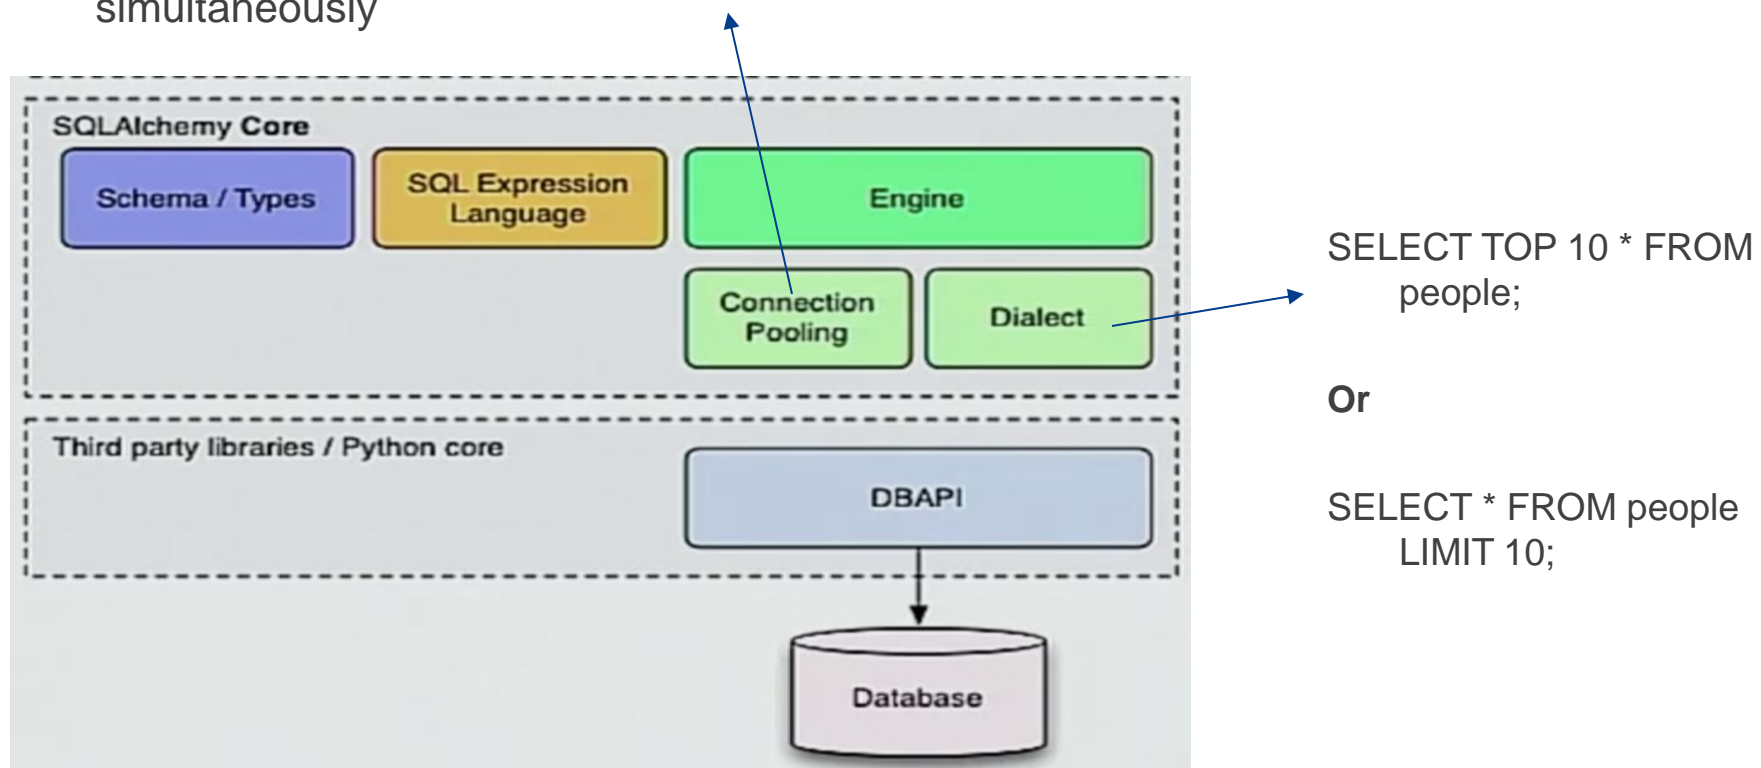 simultaneously
SQLAlchemy Core
Schema / Types
SQL Expression
Language
Engine
Connection
Pooling
Dialect
SELECT TOP 10 * FROM
people;
Or
SELECT * FROM people
LIMIT 10;
Third party libraries / Python core
DBAPI
Database